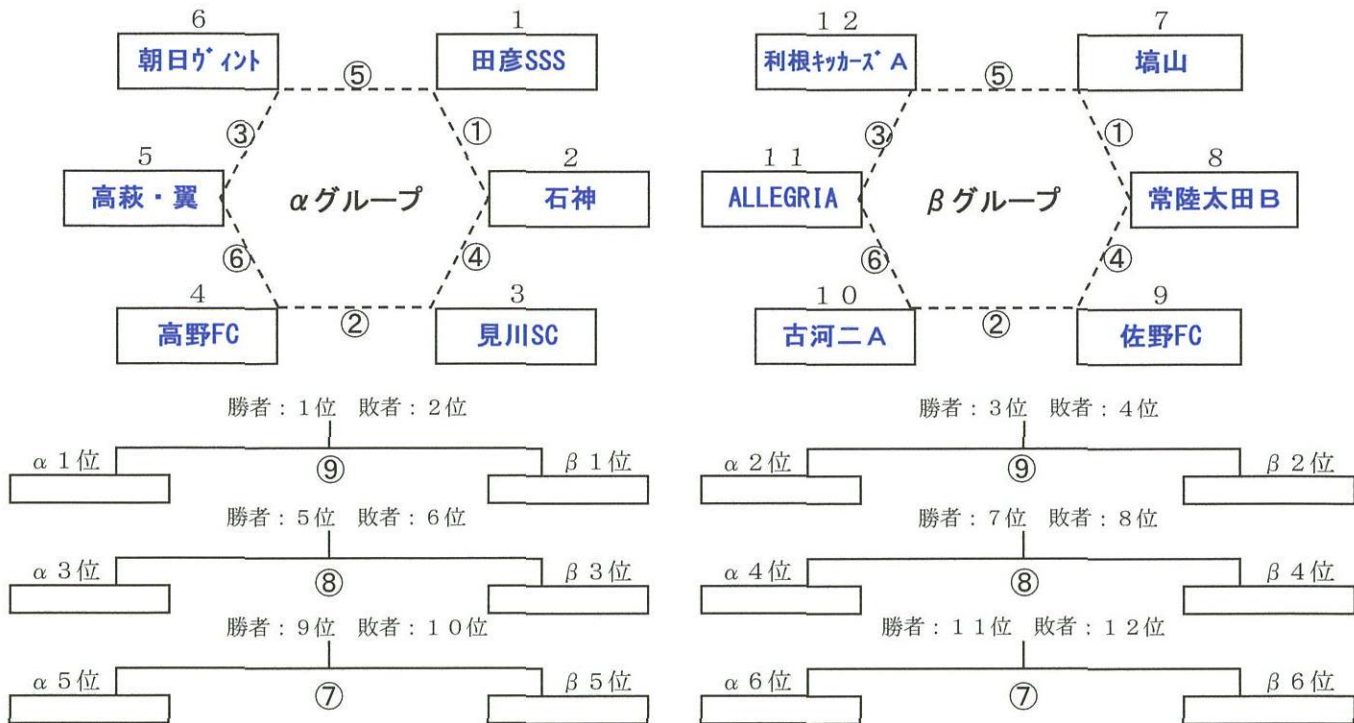 6 1 12 7
朝日ヴィント 田彦SSS 利根キッカーズA 塙山
⑤ ⑤
③ ① ③ ①
5 2 11 8
高萩・翼 αグループ 石神 ALLEGRIA βグループ 常陸太田B
⑥ ④ ⑥ ④
4 3 10 9
高野FC ② 見川SC 古河二A ② 佐野FC
勝者:1位 敗者:2位 勝者:3位 敗者:4位
α1位 ⑨ β1位 α2位 ⑨ β2位
勝者:5位 敗者:6位 勝者:7位 敗者:8位
α3位 ⑧ β3位 α4位 ⑧ β4位
勝者:9位 敗者:10位 勝者:11位 敗者:12位
α5位 ⑦ β5位 α6位 ⑦ β6位